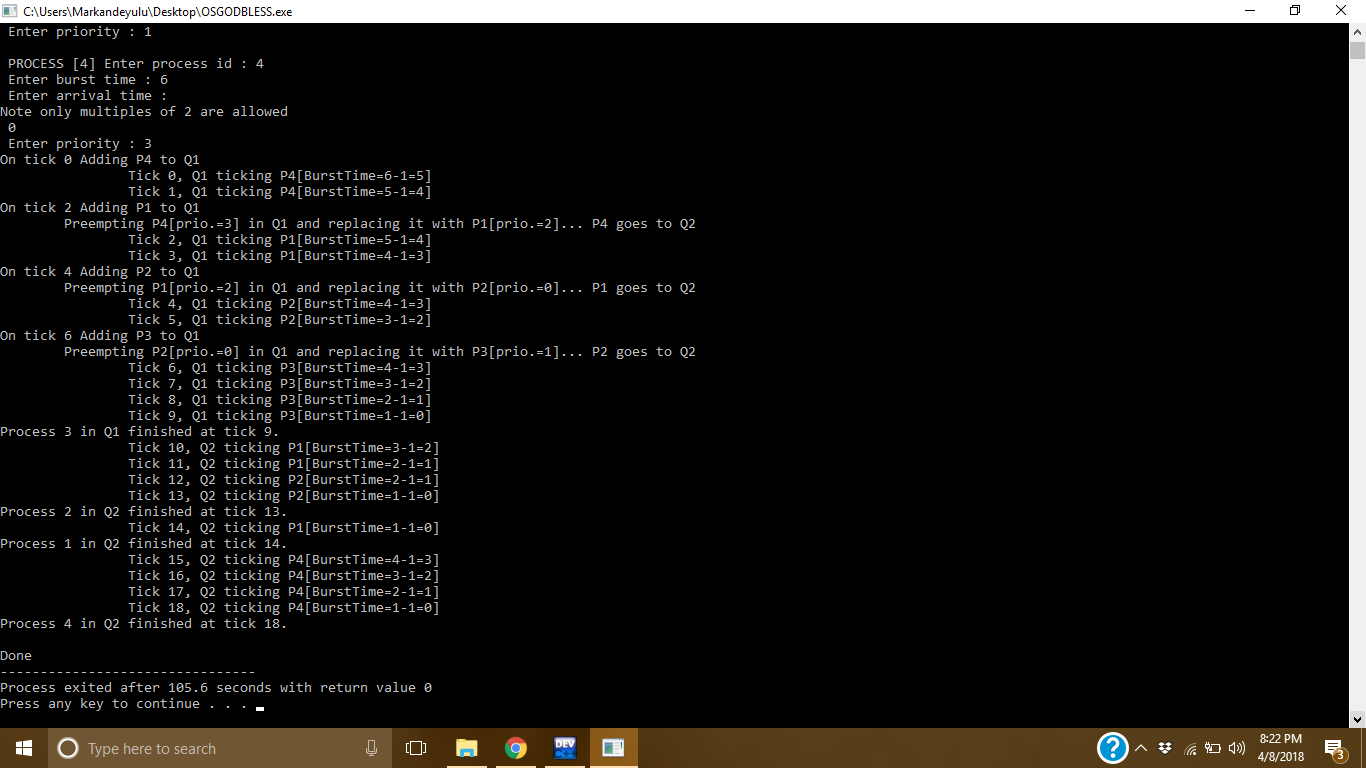 C:\Users\Markandeyulu\Desktop\OSGODBLESS.exe
Enter priority : 1
PROCESS [4] Enter process id : 4
Enter burst time : 6
Enter arrival time :
Note only multiples of 2 are allowed
0
Enter priority : 3
On tick 0 Adding P4 to Q1
Tick 0, Q1 ticking P4[BurstTime=6-1=5]
Tick 1, Q1 ticking P4[BurstTime=5-1=4]
On tick 2 Adding P1 to Q1
Preempting P4[prio.=3] in Q1 and replacing it with P1[prio.=2]... P4 goes to Q2
Tick 2, Q1 ticking P1[BurstTime=5-1=4]
Tick 3, Q1 ticking P1[BurstTime=4-1=3]
On tick 4 Adding P2 to Q1
Preempting P1[prio.=2] in Q1 and replacing it with P2[prio.=0]... P1 goes to Q2
Tick 4, Q1 ticking P2[BurstTime=4-1=3]
Tick 5, Q1 ticking P2[BurstTime=3-1=2]
On tick 6 Adding P3 to Q1
Preempting P2[prio.=0] in Q1 and replacing it with P3[prio.=1]... P2 goes to Q2
Tick 6, Q1 ticking P3[BurstTime=4-1=3]
Tick 7, Q1 ticking P3[BurstTime=3-1=2]
Tick 8, Q1 ticking P3[BurstTime=2-1=1]
Tick 9, Q1 ticking P3[BurstTime=1-1=0]
Process 3 in Q1 finished at tick 9.
Tick 10, Q2 ticking P1[BurstTime=3-1=2]
Tick 11, Q2 ticking P1[BurstTime=2-1=1]
Tick 12, Q2 ticking P2[BurstTime=2-1=1]
Tick 13, Q2 ticking P2[BurstTime=1-1=0]
Process 2 in Q2 finished at tick 13.
Tick 14, Q2 ticking P1[BurstTime=1-1=0]
Process 1 in Q2 finished at tick 14.
Tick 15, Q2 ticking P4[BurstTime=4-1=3]
Tick 16, Q2 ticking P4[BurstTime=3-1=2]
Tick 17, Q2 ticking P4[BurstTime=2-1=1]
Tick 18, Q2 ticking P4[BurstTime=1-1=0]
Process 4 in Q2 finished at tick 18.
Done
--------------------------------
Process exited after 105.6 seconds with return value 0
Press any key to continue . . .
Type here to search
DEV
8:22 PM
4/8/2018
3